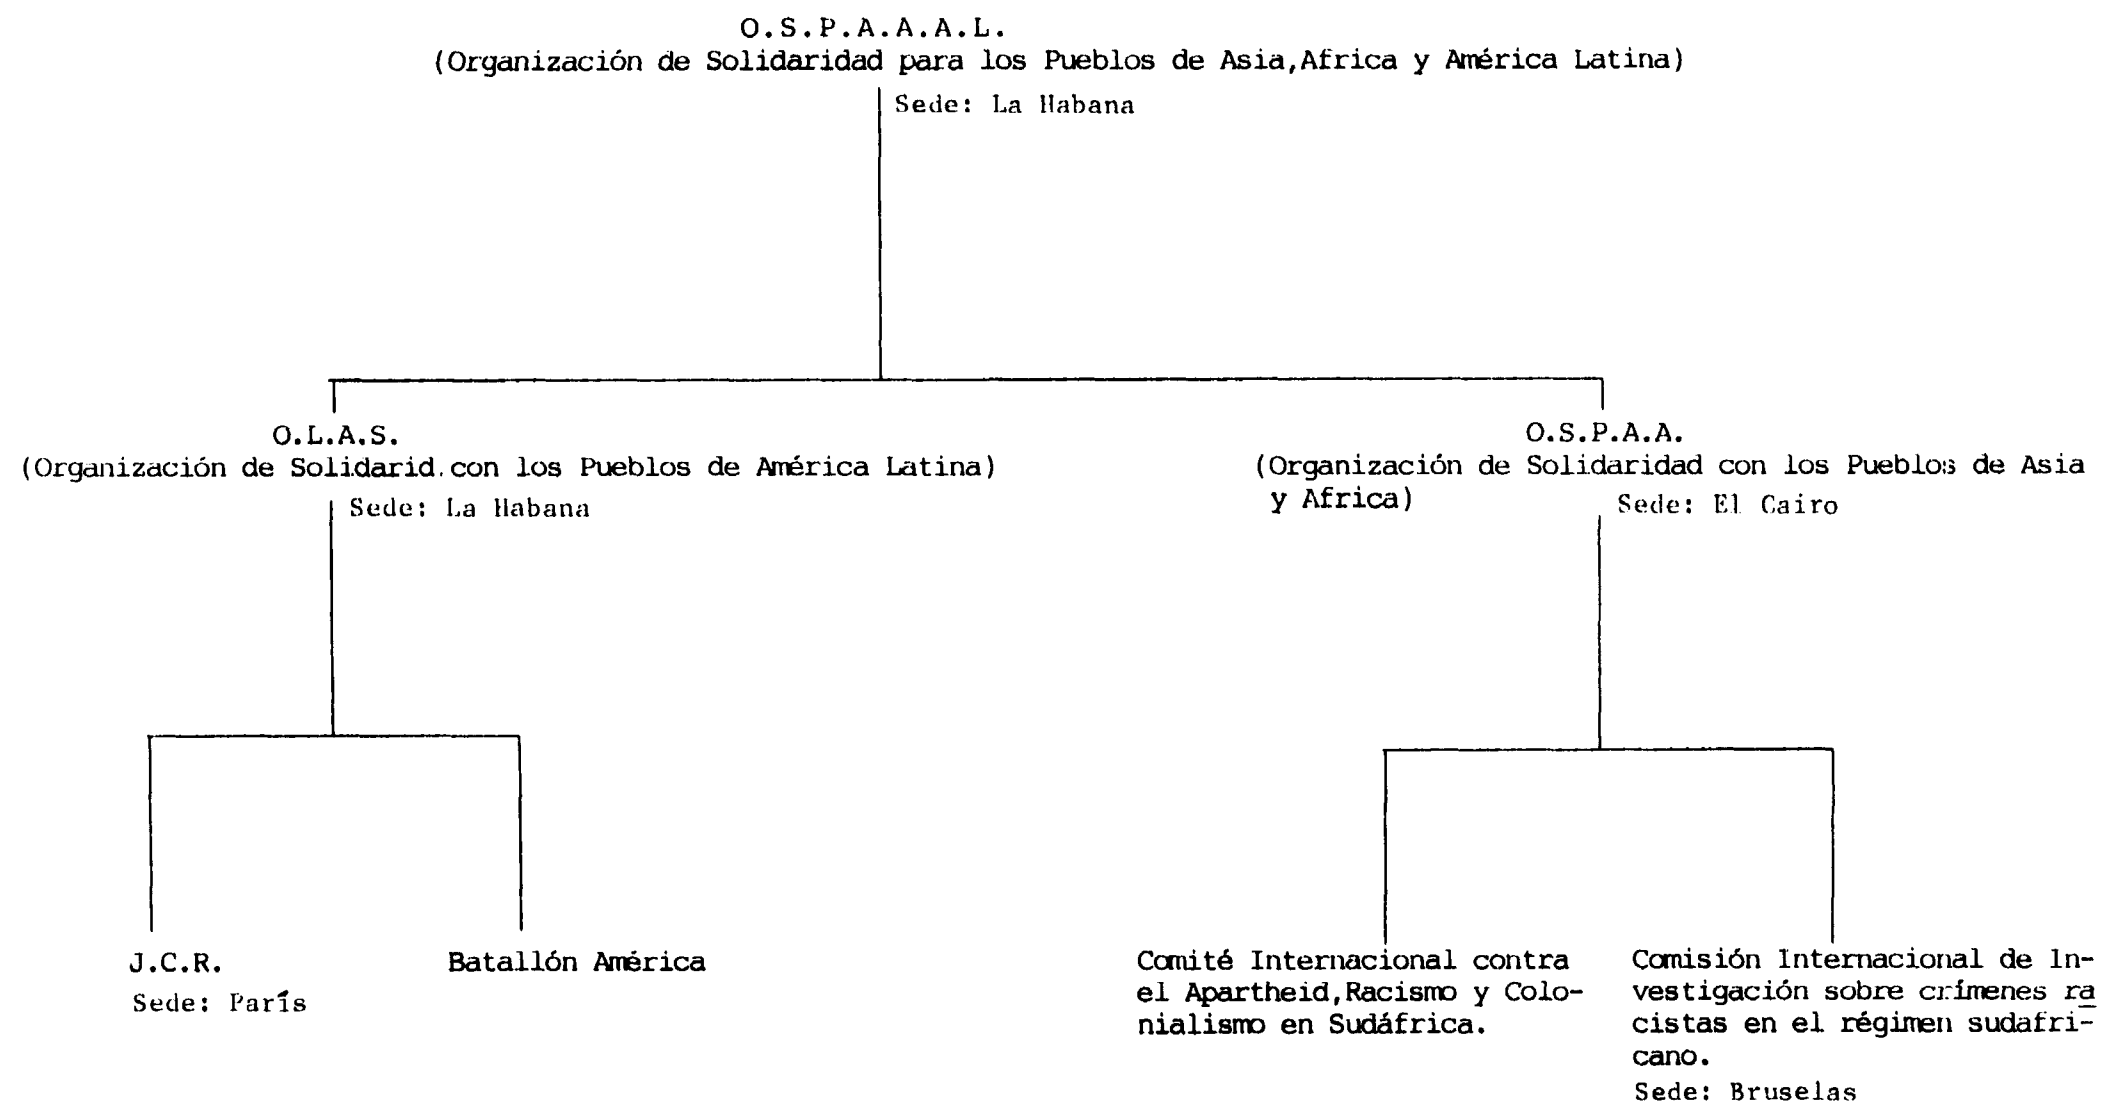 O.S.P.A.A.A.L.
(Organización de Solidaridad para los Pueblos de Asia,Africa y América Latina)
Sede: La Habana
O.L.A.S.
(Organización de Solidarid.con los Pueblos de América Latina)
Sede: La Habana
O.S.P.A.A.
(Organización de Solidaridad con los Pueblos de Asia
y Africa)
Sede: El Cairo
J.C.R.
Sede: París
Batallón América
Comité Internacional contra
el Apartheid,Racismo y Colo-
nialismo en Sudáfrica.
Comisión Internacional de In-
vestigación sobre crímenes ra
cistas en el régimen sudafri-
cano.
Sede: Bruselas